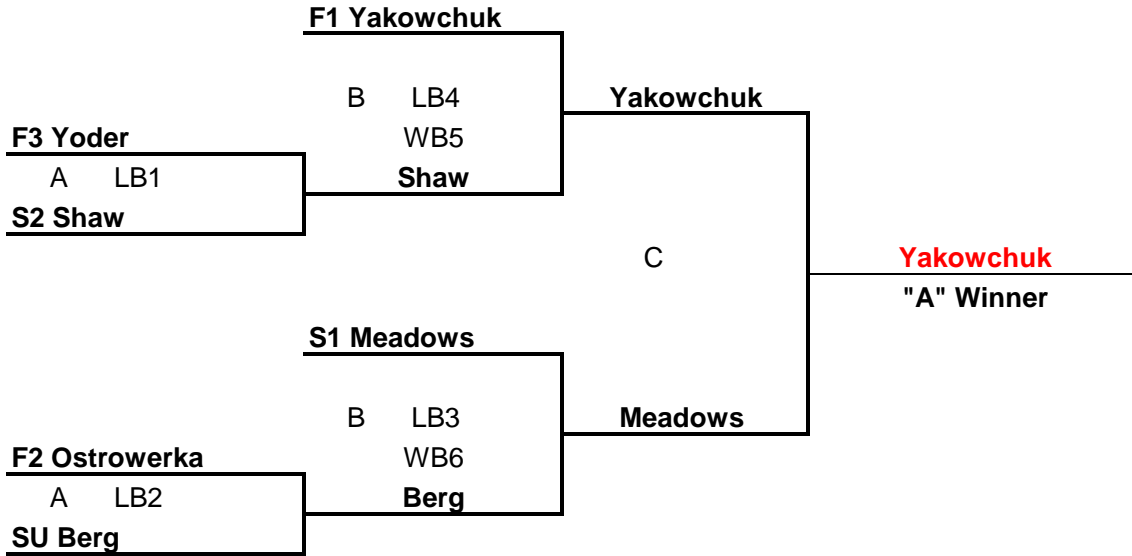 F1 Yakowchuk
B LB4 Yakowchuk
F3 Yoder WB5
A LB1 Shaw
S2 Shaw
C Yakowchuk
"A" Winner
S1 Meadows
B LB3 Meadows
F2 Ostrowerka WB6
A LB2 Berg
SU Berg